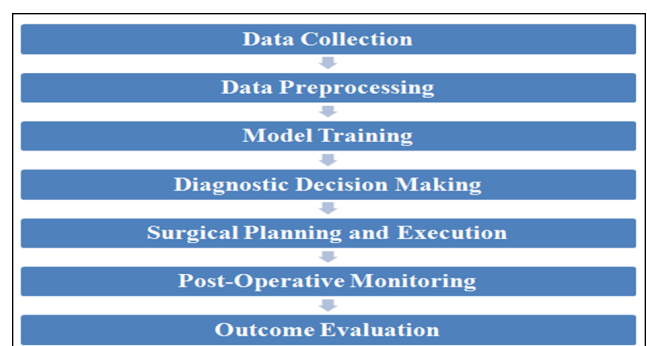 Data Collection
Data Preprocessing
Model Training
Diagnostic Decision Making
Surgical Planning and Execution
Post-Operative Monitoring
Outcome Evaluation